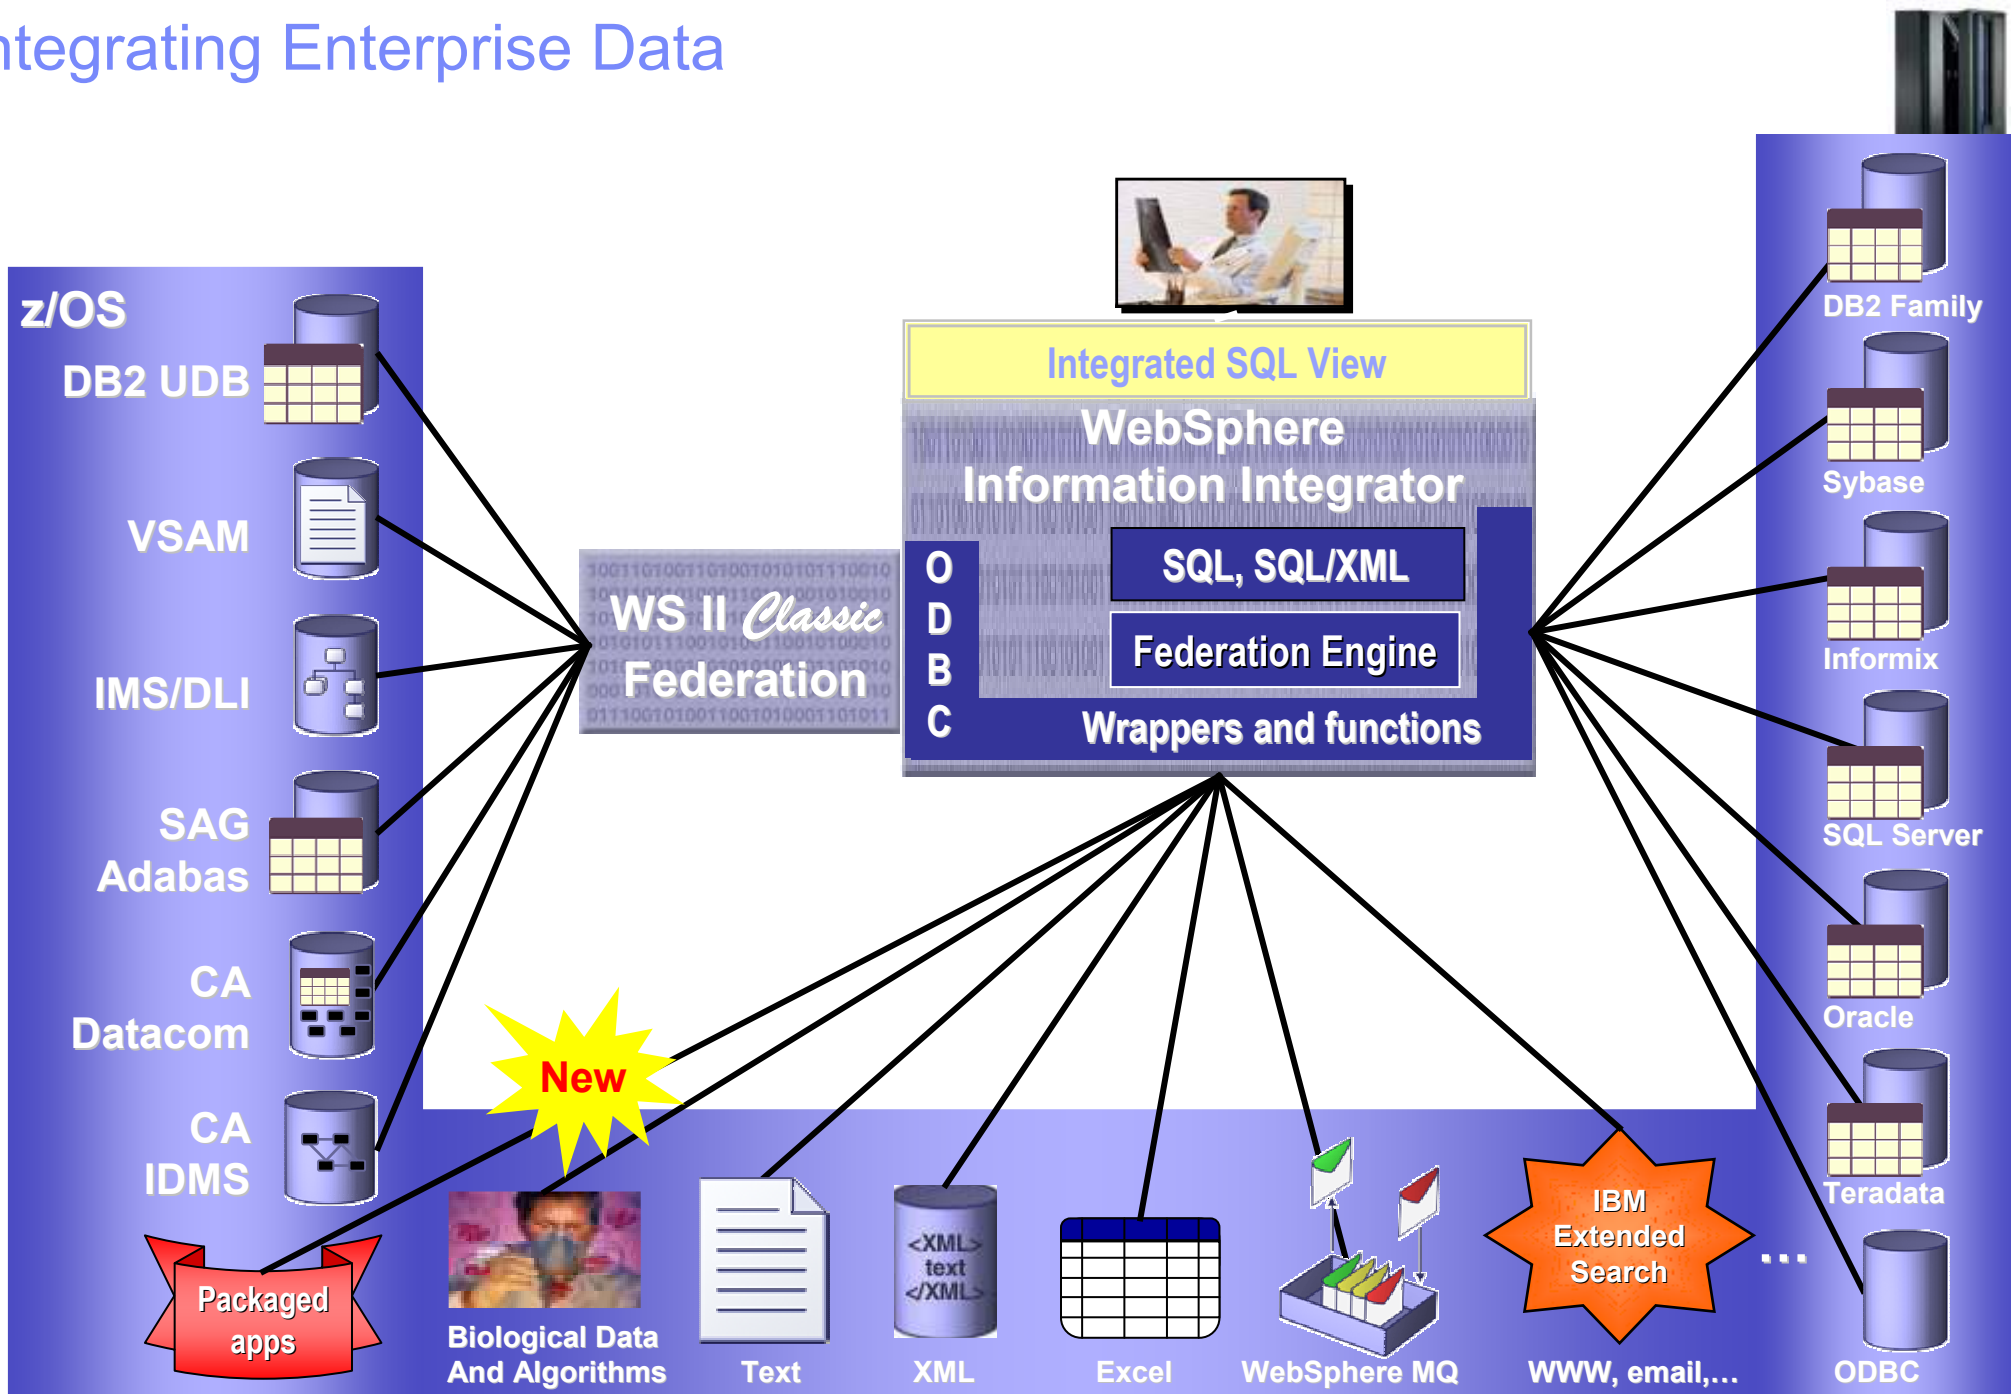 ntegrating Enterprise Data
z/OS
DB2 UDB
VSAM
IMS/DLI
SAG
Adabas
CA
Datacom
CA
IDMS
WS II Classic
Federation
Integrated SQL View
WebSphere
Information Integrator
O
D
B
C
SQL, SQL/XML
Federation Engine
Wrappers and functions
DB2 Family
Sybase
Informix
SQL Server
Oracle
Teradata
ODBC
New
Packaged
apps
Biological Data
And Algorithms
Text
<XML>
text
</XML>
XML
Excel
WebSphere MQ
IBM
Extended
Search
WWW, email,...
...